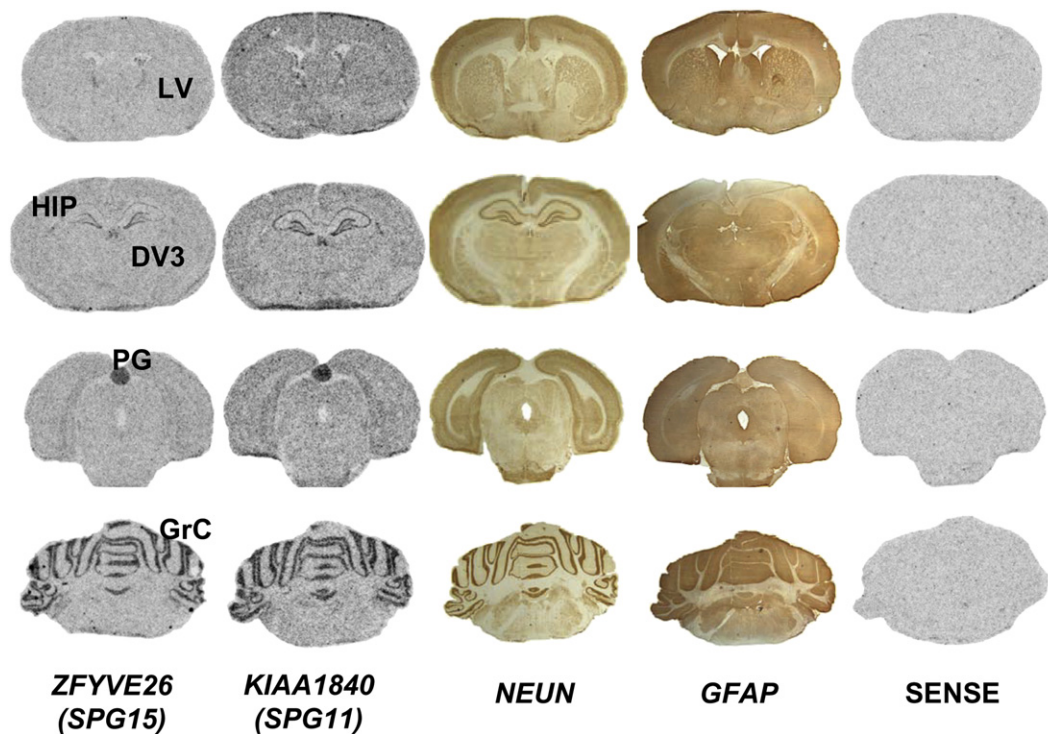 LV
HIP
DV3
PG
GrC
ZFYVE26
(SPG15)
KIAA1840
(SPG11)
NEUN
GFAP
SENSE